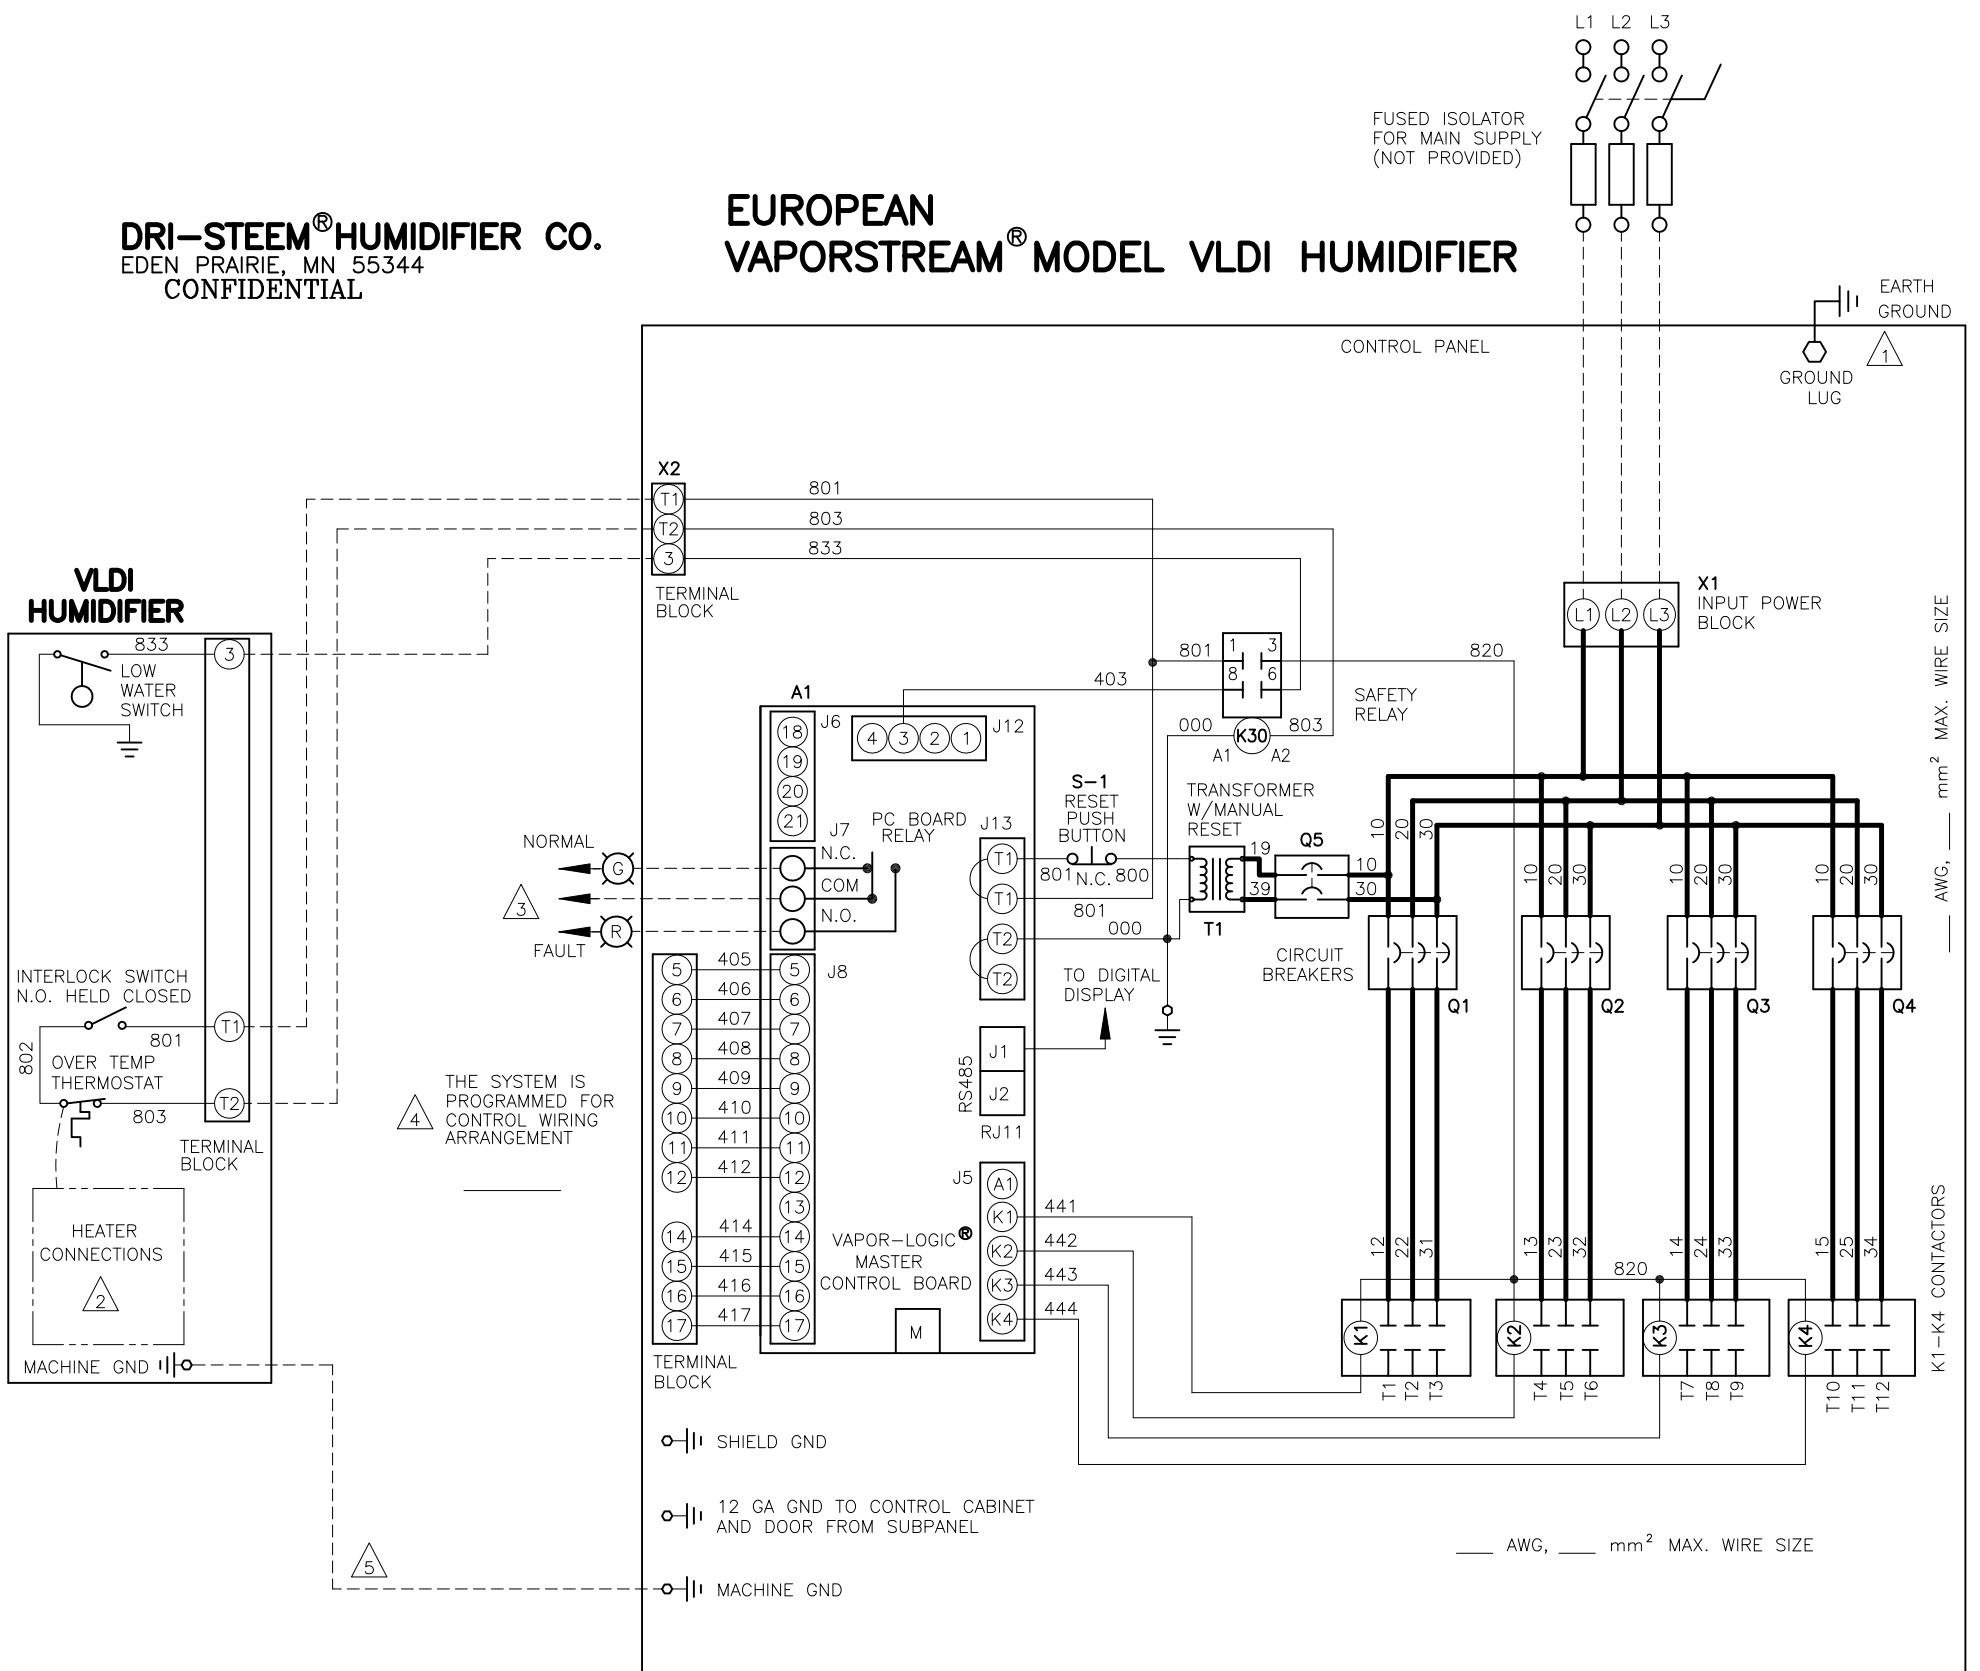 L1 L2 L3
FUSED ISOLATOR
FOR MAIN SUPPLY
(NOT PROVIDED)
DRI-STEEM® HUMIDIFIER CO.
EDEN PRAIRIE, MN 55344
CONFIDENTIAL
EUROPEAN
VAPORSTREAM® MODEL VLDI HUMIDIFIER
EARTH
GROUND
1
CONTROL PANEL
GROUND
LUG
X2
T1 801
T2 803
3 833
TERMINAL
BLOCK
VLDI
HUMIDIFIER
833
3
LOW
WATER
SWITCH
X1
INPUT POWER
BLOCK
L1 L2 L3
___ AWG, ___ mm² MAX. WIRE SIZE
801
1 3
8 6
820
403
SAFETY
RELAY
000
K30
803
A1 A2
A1
J6
18
19
20
21
4 3 2 1
J12
J7
N.C.
COM
N.O.
PC BOARD
RELAY
NORMAL
G
3
R
FAULT
J13
T1
T1
T2
T2
S-1
RESET
PUSH
BUTTON
801 N.C. 800
801
000
TRANSFORMER
W/MANUAL
RESET
T1
19
39
Q5
10
30
10 20 30
10 20 30
10 20 30
10 20 30
CIRCUIT
BREAKERS
Q1 Q2 Q3 Q4
TO DIGITAL
DISPLAY
RS485
J1
J2
RJ11
INTERLOCK SWITCH
N.O. HELD CLOSED
801
T1
802
OVER TEMP
THERMOSTAT
803
T2
TERMINAL
BLOCK
HEATER
CONNECTIONS
2
MACHINE GND
4
THE SYSTEM IS
PROGRAMMED FOR
CONTROL WIRING
ARRANGEMENT
J8
5 405 5
6 406 6
7 407 7
8 408 8
9 409 9
10 410 10
11 411 11
12 412 12
13
14 414 14
15 415 15
16 416 16
17 417 17
TERMINAL
BLOCK
VAPOR-LOGIC®
MASTER
CONTROL BOARD
M
J5
A1
K1 441
K2 442
K3 443
K4 444
12 22 31
13 23 32
14 24 33
15 25 34
820
K1 K2 K3 K4
T1 T2 T3
T4 T5 T6
T7 T8 T9
T10 T11 T12
K1-K4 CONTACTORS
SHIELD GND
12 GA GND TO CONTROL CABINET
AND DOOR FROM SUBPANEL
5
MACHINE GND
___ AWG, ___ mm² MAX. WIRE SIZE